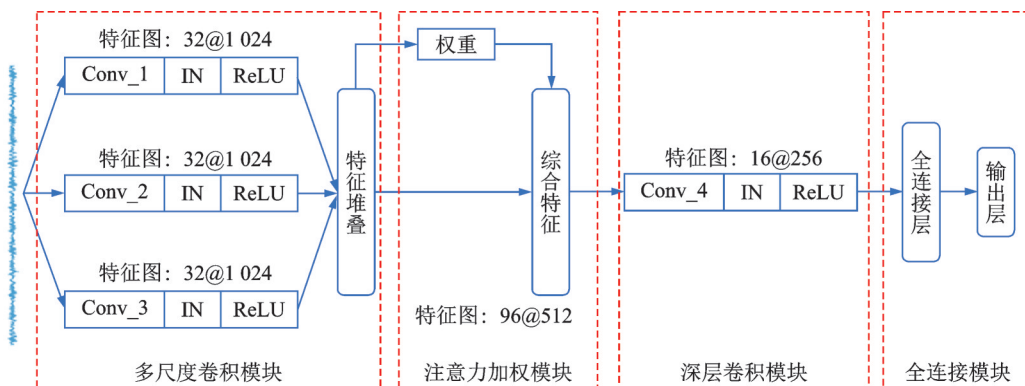 特征图：32@1 024
Conv_1 IN ReLU
特征图：32@1 024
Conv_2 IN ReLU
特征图：32@1 024
Conv_3 IN ReLU
特征堆叠
多尺度卷积模块
权重
综合特征
特征图：96@512
注意力加权模块
特征图：16@256
Conv_4 IN ReLU
深层卷积模块
全连接层
输出层
全连接模块